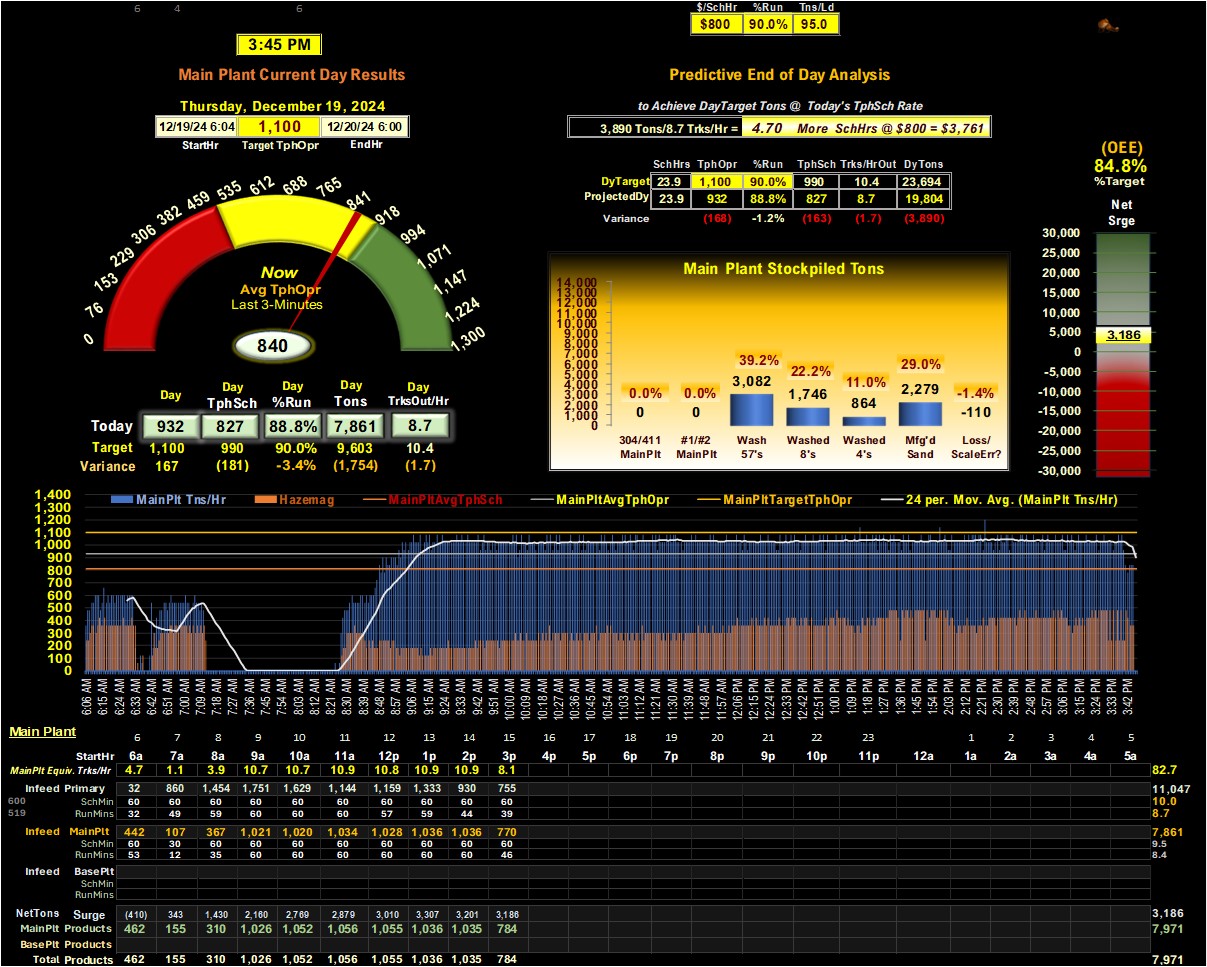 6 4 6
$/SchHr %Run Tns/Ld
$800 90.0% 95.0
3:45 PM
Main Plant Current Day Results
Predictive End of Day Analysis
Thursday, December 19, 2024
to Achieve DayTarget Tons @ Today's TphSch Rate
12/19/24 6:04 1,100 12/20/24 6:00
StartHr Target TphOpr EndHr
3,890 Tons/8.7 Trks/Hr = 4.70 More SchHrs @ $800 = $3,761
(OEE)
84.8%
%Target
SchHrs TphOpr %Run TphSch Trks/HrOut DyTons
DyTarget 23.9 1,100 90.0% 990 10.4 23,694
ProjectedDy 23.9 932 88.8% 827 8.7 19,804
Variance (168) -1.2% (163) (1.7) (3,890)
0 76 153 229 306 382 459 535 612 688 765 841 918 994 1,071 1,147 1,224 1,300
Now
Avg TphOpr
Last 3-Minutes
840
Net
Srge
30,000
20,000
15,000
10,000
5,000
3,186
0
-5,000
-10,000
-15,000
-20,000
-25,000
-30,000
Main Plant Stockpiled Tons
14,000
13,000
12,000
11,000
10,000
9,000
8,000
7,000
6,000
5,000
4,000
3,000
2,000
1,000
0
0.0% 0.0% 39.2% 22.2% 11.0% 29.0% -1.4%
0 0 3,082 1,746 864 2,279 -110
304/411 #1/#2 Wash Washed Washed Mfg'd Loss/
MainPlt MainPlt 57's 8's 4's Sand ScaleErr?
Day Day Day Day Day
TphSch %Run Tons TrksOut/Hr
Today 932 827 88.8% 7,861 8.7
Target 1,100 990 90.0% 9,603 10.4
Variance 167 (181) -3.4% (1,754) (1.7)
MainPlt Tns/Hr Hazemag MainPltAvgTphSch MainPltAvgTphOpr MainPltTargetTphOpr 24 per. Mov. Avg. (MainPlt Tns/Hr)
1,400
1,300
1,200
1,100
1,000
900
800
700
600
500
400
300
200
100
0
6:06 AM 6:15 AM 6:24 AM 6:33 AM 6:42 AM 6:51 AM 7:00 AM 7:09 AM 7:18 AM 7:27 AM 7:36 AM 7:45 AM 7:54 AM 8:03 AM 8:12 AM 8:21 AM 8:30 AM 8:39 AM 8:48 AM 8:57 AM 9:06 AM 9:15 AM 9:24 AM 9:33 AM 9:42 AM 9:51 AM 10:00 AM 10:09 AM 10:18 AM 10:27 AM 10:36 AM 10:45 AM 10:54 AM 11:03 AM 11:12 AM 11:21 AM 11:30 AM 11:39 AM 11:48 AM 11:57 AM 12:06 PM 12:15 PM 12:24 PM 12:33 PM 12:42 PM 12:51 PM 1:00 PM 1:09 PM 1:18 PM 1:27 PM 1:36 PM 1:45 PM 1:54 PM 2:03 PM 2:12 PM 2:21 PM 2:30 PM 2:39 PM 2:48 PM 2:57 PM 3:06 PM 3:15 PM 3:24 PM 3:33 PM 3:42 PM
Main Plant 6 7 8 9 10 11 12 13 14 15 16 17 18 19 20 21 22 23 1 2 3 4 5
StartHr 6a 7a 8a 9a 10a 11a 12p 1p 2p 3p 4p 5p 6p 7p 8p 9p 10p 11p 12a 1a 2a 3a 4a 5a
MainPlt Equiv. Trks/Hr 4.7 1.1 3.9 10.7 10.7 10.9 10.8 10.9 10.9 8.1 82.7
Infeed Primary 32 860 1,454 1,751 1,629 1,144 1,159 1,333 930 755 11,047
600 SchMin 60 60 60 60 60 60 60 60 60 60 10.0
519 RunMins 32 49 59 60 60 60 57 59 44 39 8.7
Infeed MainPlt 442 107 367 1,021 1,020 1,034 1,028 1,036 1,036 770 7,861
SchMin 60 30 60 60 60 60 60 60 60 60 9.5
RunMins 53 12 35 60 60 60 60 60 60 46 8.4
Infeed BasePlt
SchMin
RunMins
NetTons Surge (410) 343 1,430 2,160 2,769 2,879 3,010 3,307 3,201 3,186 3,186
MainPlt Products 462 155 310 1,026 1,052 1,056 1,055 1,036 1,035 784 7,971
BasePlt Products
Total Products 462 155 310 1,026 1,052 1,056 1,055 1,036 1,035 784 7,971